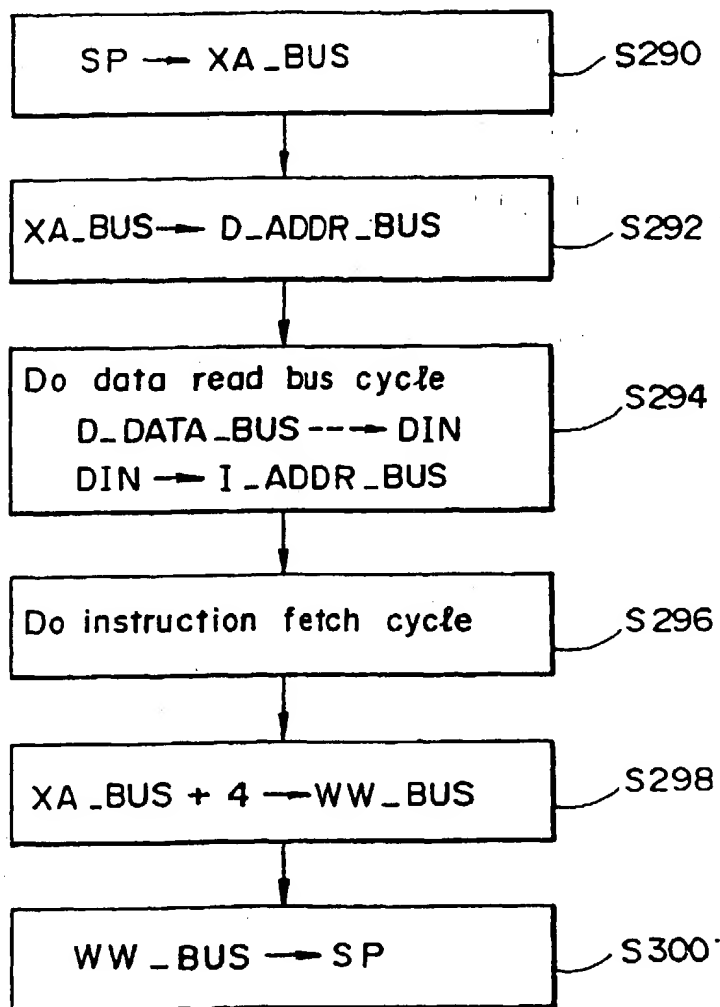 SP → XA_BUS
S290
XA_BUS → D_ADDR_BUS
S292
Do data read bus cycle
D_DATA_BUS ---→ DIN
DIN → I_ADDR_BUS
S294
Do instruction fetch cycle
S296
XA_BUS + 4 → WW_BUS
S298
WW_BUS → SP
S300